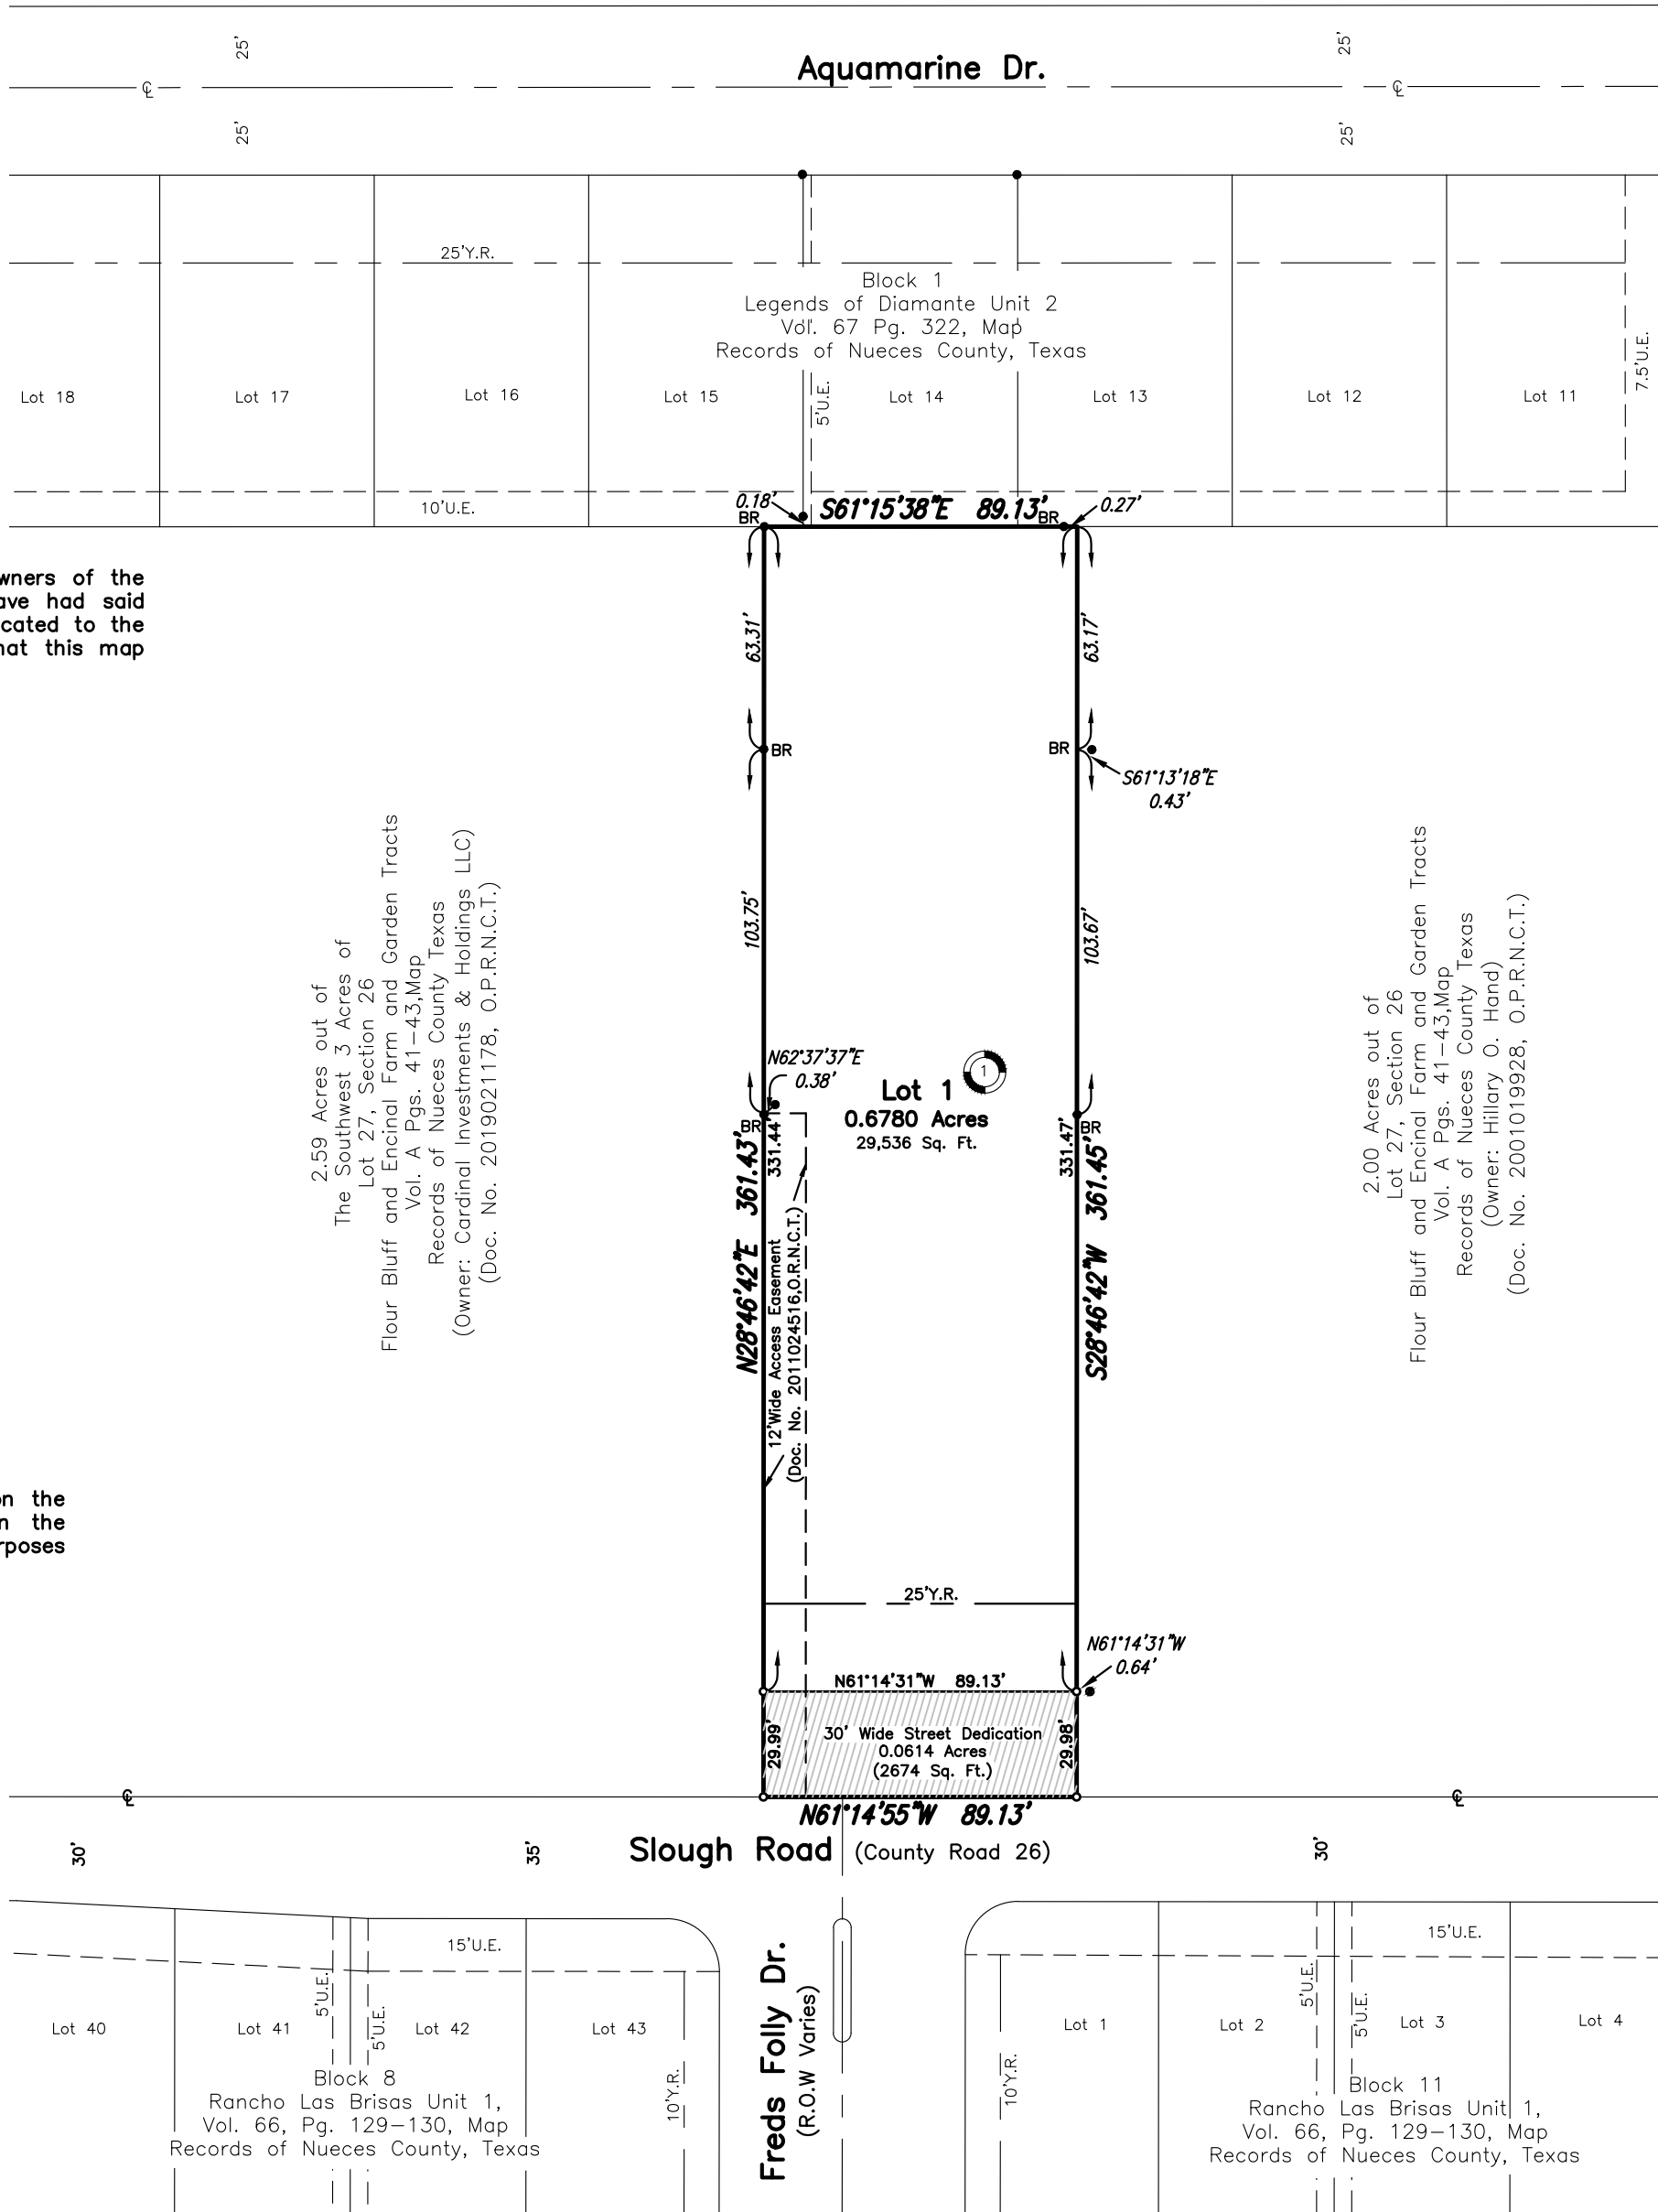 25'
25'
Aquamarine Dr.
℄
℄
25'
25'
25'Y.R.
Block 1
Legends of Diamante Unit 2
Vol. 67 Pg. 322, Map
Records of Nueces County, Texas
7.5'U.E.
Lot 18
Lot 17
Lot 16
Lot 15
5'U.E.
Lot 14
Lot 13
Lot 12
Lot 11
10'U.E.
0.18'
BR
S61°15'38"E 89.13'
BR
0.27'
wners of the
ave had said
cated to the
hat this map
63.31'
63.17'
BR
BR
S61°13'18"E
0.43'
103.75'
103.67'
2.59 Acres out of
The Southwest 3 Acres of
Lot 27, Section 26
Flour Bluff and Encinal Farm and Garden Tracts
Vol. A Pgs. 41-43,Map
Records of Nueces County Texas
(Owner: Cardinal Investments & Holdings LLC)
(Doc. No. 2019021178, O.P.R.N.C.T.)
2.00 Acres out of
Lot 27, Section 26
Flour Bluff and Encinal Farm and Garden Tracts
Vol. A Pgs. 41-43,Map
Records of Nueces County Texas
(Owner: Hillary O. Hand)
(Doc. No. 2001019928, O.P.R.N.C.T.)
N62°37'37"E
0.38'
1
Lot 1
0.6780 Acres
29,536 Sq. Ft.
BR
BR
331.44'
331.47'
N28°46'42"E 361.43'
S28°46'42"W 361.45'
12'Wide Access Easement
(Doc. No. 2011024516,O.R.N.C.T.)
on the
n the
rposes
25'Y.R.
N61°14'31"W
0.64'
N61°14'31"W 89.13'
29.99'
30' Wide Street Dedication
0.0614 Acres
(2674 Sq. Ft.)
29.98'
℄
℄
N61°14'55"W 89.13'
30'
35'
Slough Road (County Road 26)
30'
15'U.E.
15'U.E.
5'U.E.
5'U.E.
5'U.E.
5'U.E.
Lot 40
Lot 41
Lot 42
Lot 43
Lot 1
Lot 2
Lot 3
Lot 4
Freds Folly Dr.
(R.O.W Varies)
10'Y.R.
10'Y.R.
Block 8
Rancho Las Brisas Unit 1,
Vol. 66, Pg. 129-130, Map
Records of Nueces County, Texas
Block 11
Rancho Las Brisas Unit 1,
Vol. 66, Pg. 129-130, Map
Records of Nueces County, Texas